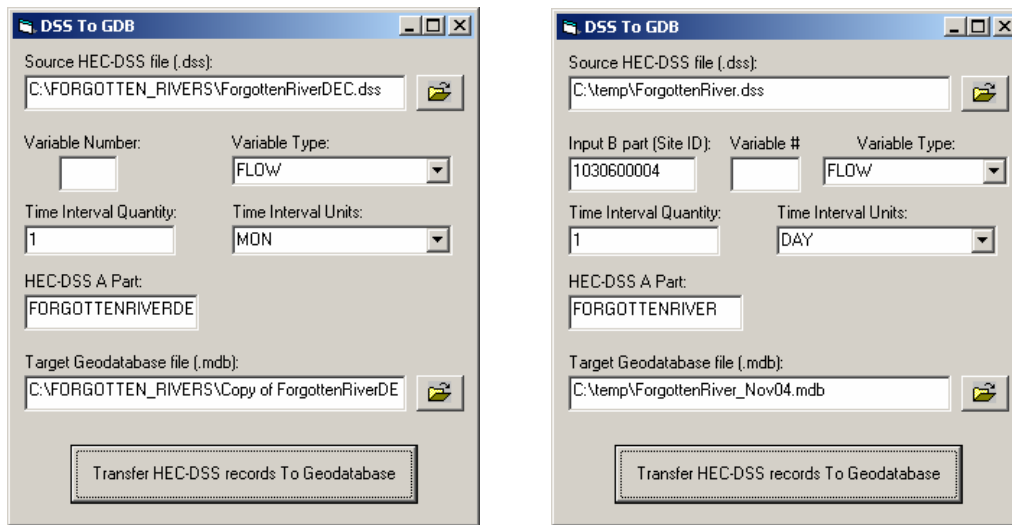 DSS To GDB
Source HEC-DSS file (.dss):
C:\FORGOTTEN_RIVERS\ForgottenRiverDEC.dss
Variable Number: Variable Type:
FLOW
Time Interval Quantity: Time Interval Units:
1 MON
HEC-DSS A Part:
FORGOTTENRIVERDE
Target Geodatabase file (.mdb):
C:\FORGOTTEN_RIVERS\Copy of ForgottenRiverDE
Transfer HEC-DSS records To Geodatabase
DSS To GDB
Source HEC-DSS file (.dss):
C:\temp\ForgottenRiver.dss
Input B part (Site ID): Variable # Variable Type:
1030600004 FLOW
Time Interval Quantity: Time Interval Units:
1 DAY
HEC-DSS A Part:
FORGOTTENRIVER
Target Geodatabase file (.mdb):
C:\temp\ForgottenRiver_Nov04.mdb
Transfer HEC-DSS records To Geodatabase